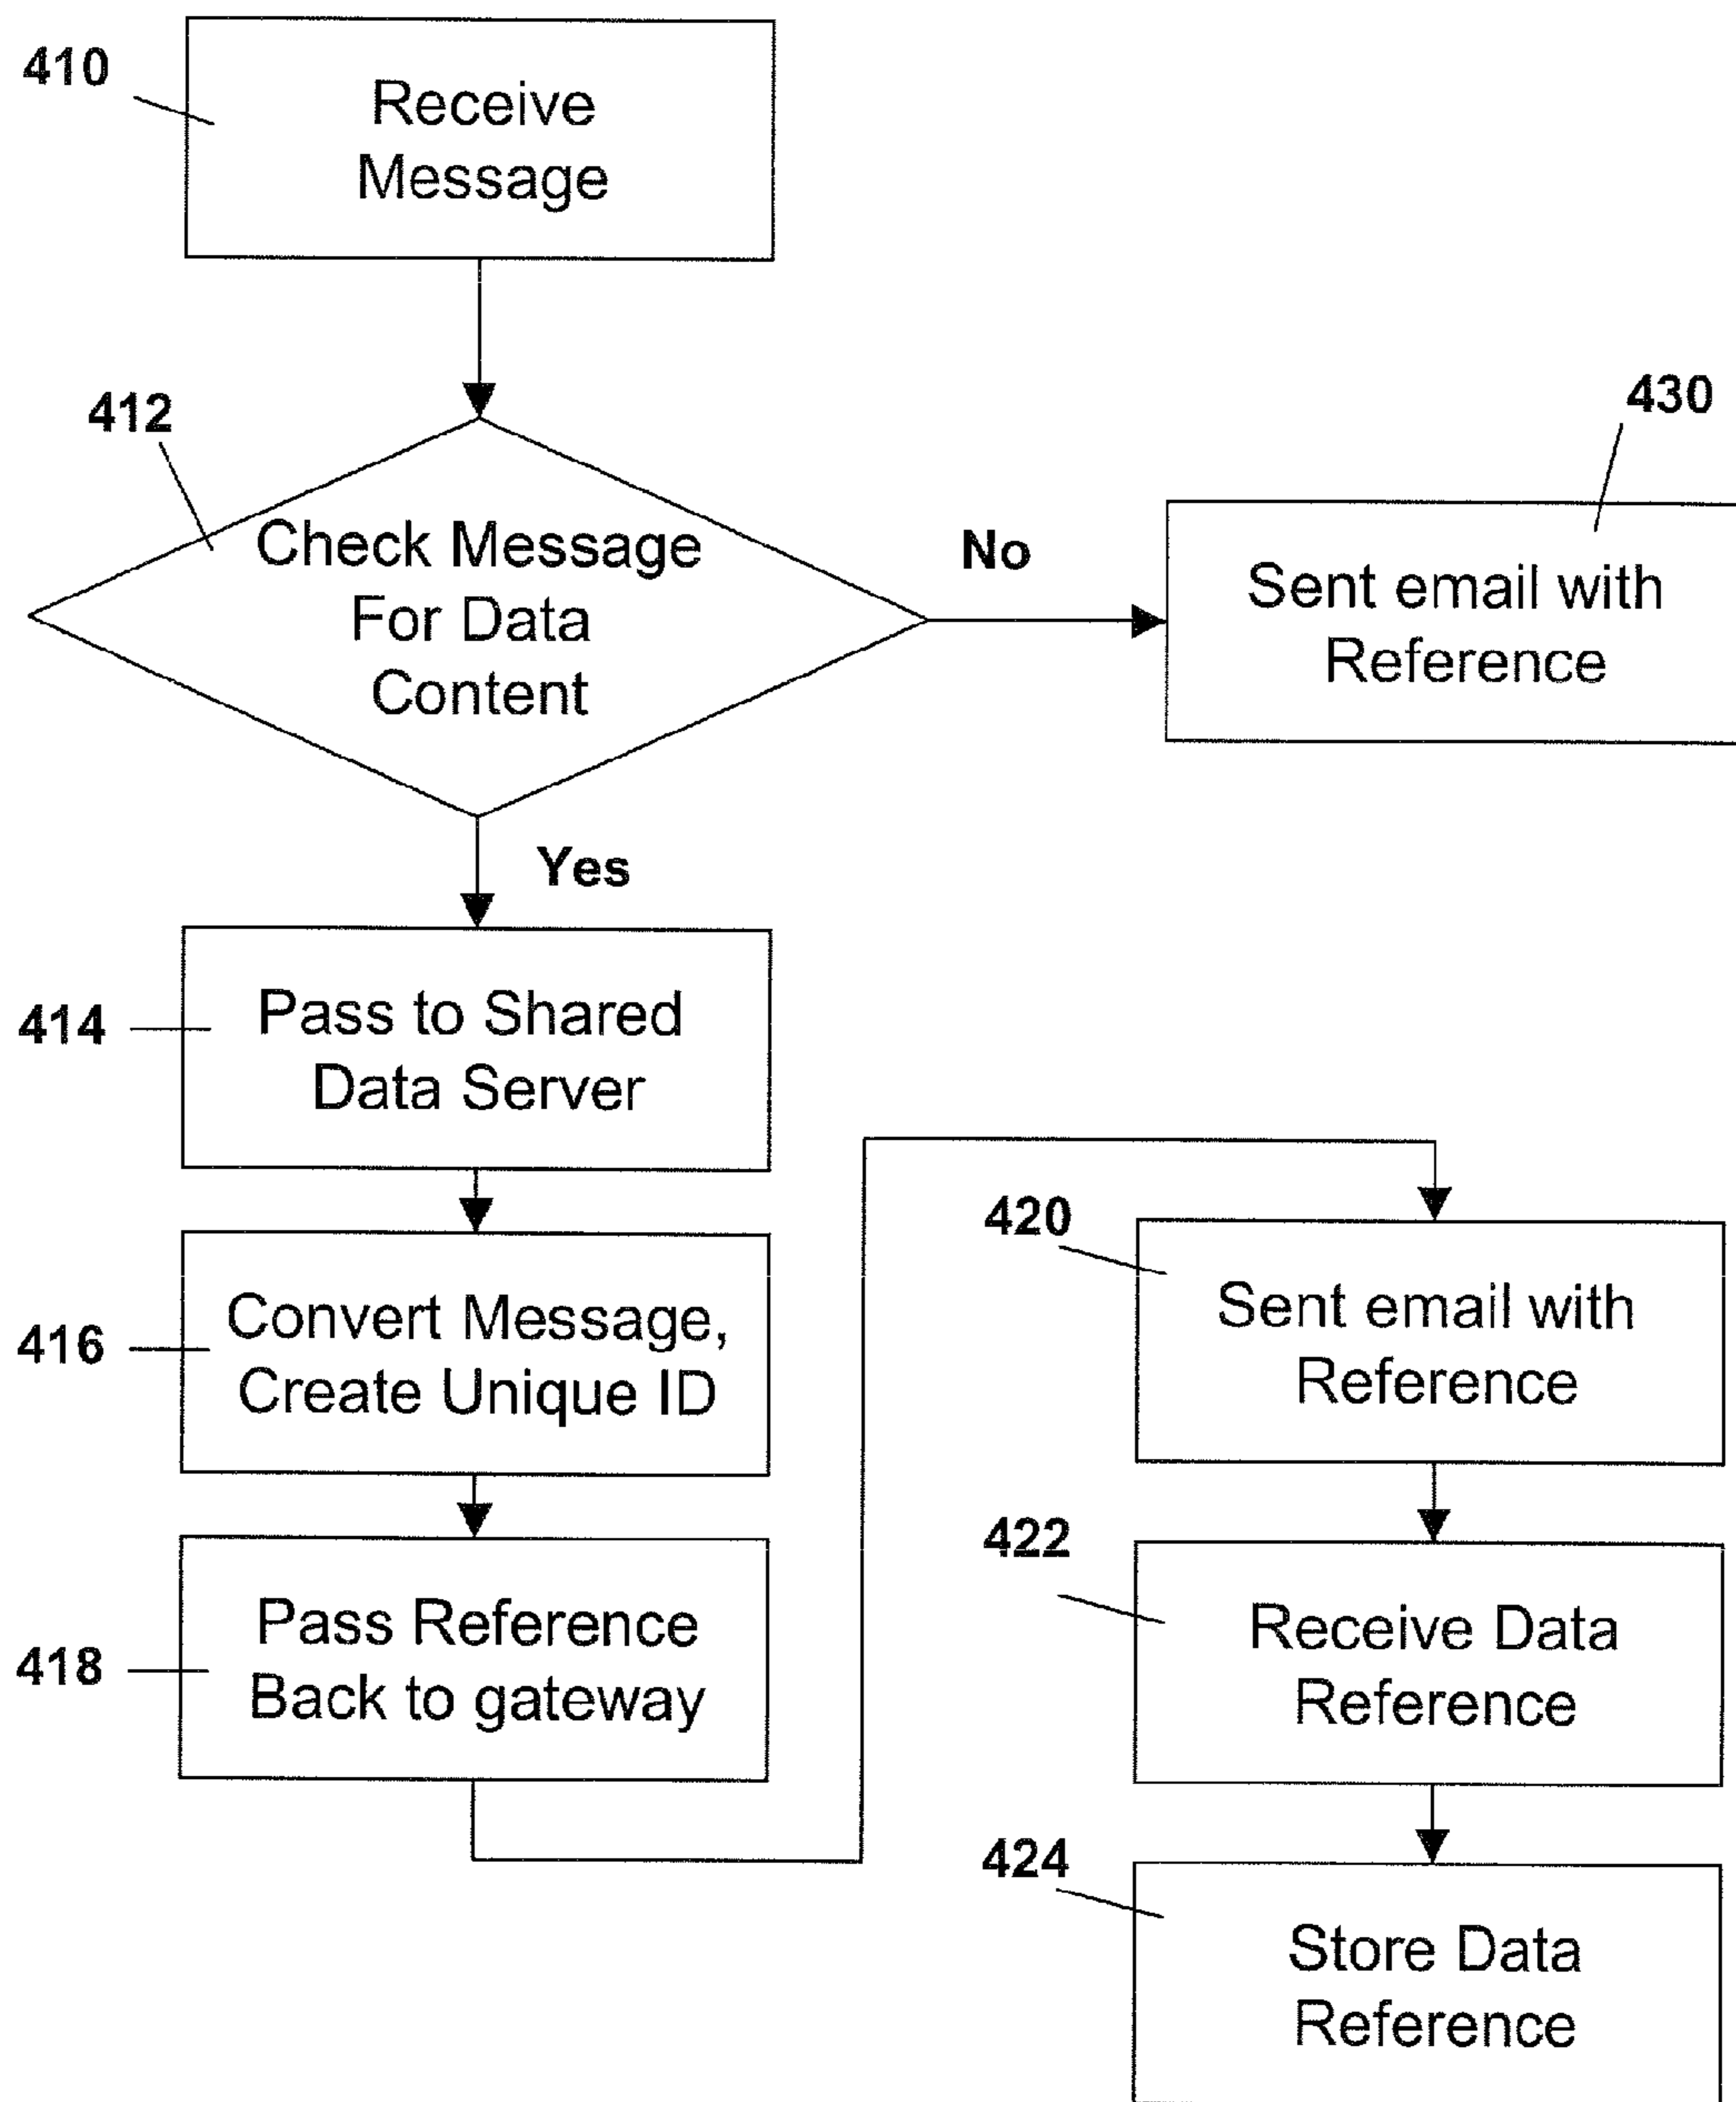 410
Receive
Message
412
Check Message
For Data
Content
No
430
Sent email with
Reference
Yes
414
Pass to Shared
Data Server
416
Convert Message,
Create Unique ID
418
Pass Reference
Back to gateway
420
Sent email with
Reference
422
Receive Data
Reference
424
Store Data
Reference